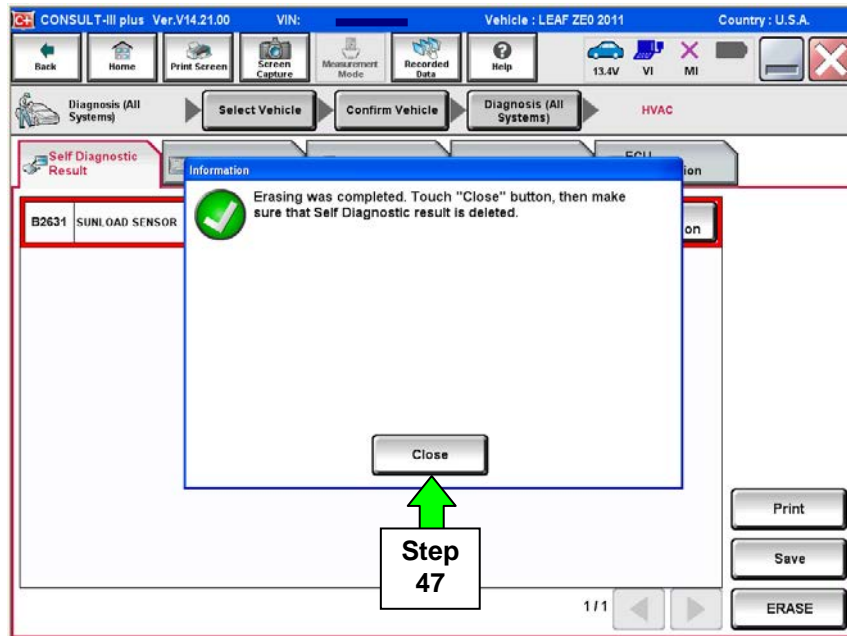 CONSULT-III plus Ver.V14.21.00 VIN: Vehicle : LEAF ZE0 2011 Country : U.S.A.
Back
Home
Print Screen
Screen
Capture
Measurement
Mode
Recorded
Data
Help
13.4V
VI
MI
Diagnosis (All
Systems)
Select Vehicle
Confirm Vehicle
Diagnosis (All
Systems)
HVAC
Self Diagnostic
Result
ECU
ion
Information
Erasing was completed. Touch "Close" button, then make
sure that Self Diagnostic result is deleted.
B2631 SUNLOAD SENSOR
on
Close
Step
47
Print
Save
1/1
ERASE